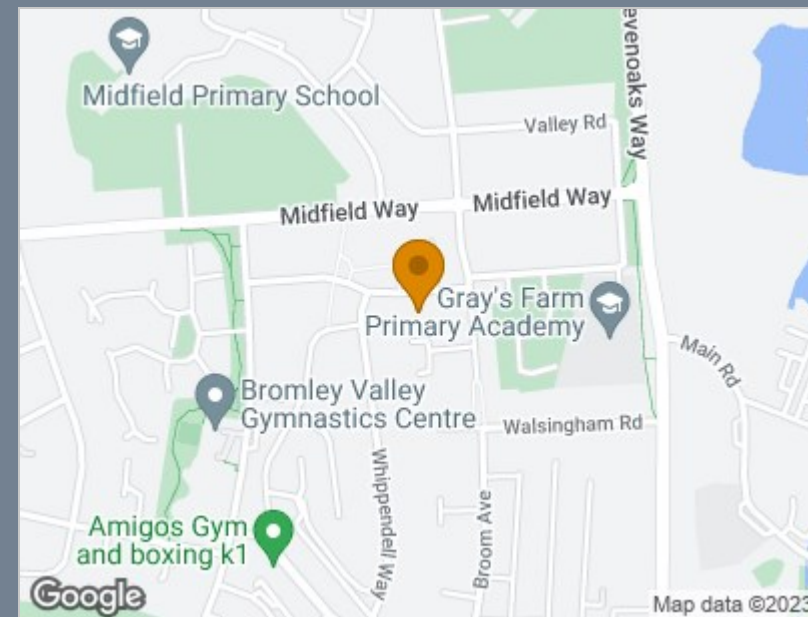 evenoaks Way
Midfield Primary School
Valley Rd
Midfield Way
Midfield Way
Gray's Farm
Primary Academy
Main Rd
Bromley Valley
Gymnastics Centre
Walsingham Rd
Whippendell Way
Broom Ave
Amigos Gym
and boxing k1
Google
Map data ©2023